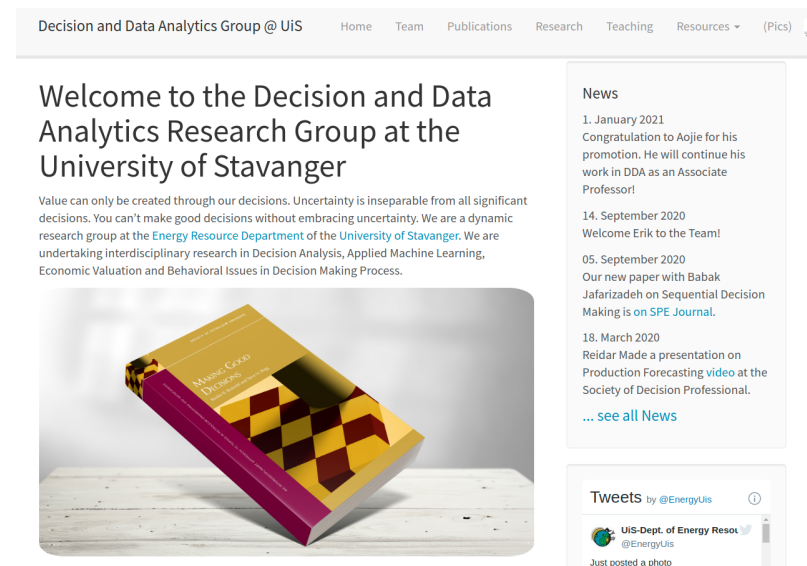 Decision and Data Analytics Group @ UiS
Home Team Publications Research Teaching Resources (Pics)
Welcome to the Decision and Data
Analytics Research Group at the
University of Stavanger
Value can only be created through our decisions. Uncertainty is inseparable from all significant
decisions. You can't make good decisions without embracing uncertainty. We are a dynamic
research group at the Energy Resource Department of the University of Stavanger. We are
undertaking interdisciplinary research in Decision Analysis, Applied Machine Learning,
Economic Valuation and Behavioral Issues in Decision Making Process.
Making Good
Decisions
News
1. January 2021
Congratulation to Aojie for his
promotion. He will continue his
work in DDA as an Associate
Professor!
14. September 2020
Welcome Erik to the Team!
05. September 2020
Our new paper with Babak
Jafarizadeh on Sequential Decision
Making is on SPE Journal.
18. March 2020
Reidar Made a presentation on
Production Forecasting video at the
Society of Decision Professional.
... see all News
Tweets by @EnergyUis
UiS-Dept. of Energy Resou
@EnergyUis
Just posted a photo